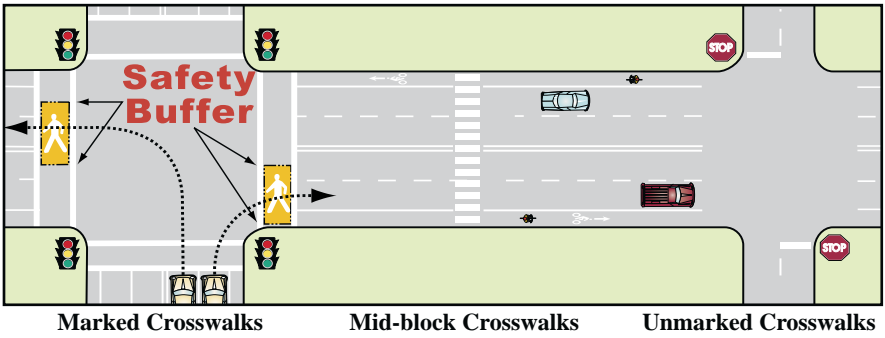 STOP
Safety
Buffer
STOP
Marked Crosswalks
Mid-block Crosswalks
Unmarked Crosswalks